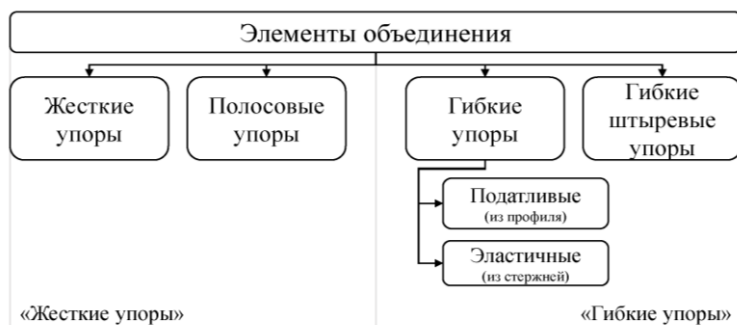 Элементы объединения
Жесткие
упоры
Полосовые
упоры
Гибкие
упоры
Гибкие
штыревые
упоры
Податливые
(из профиля)
Эластичные
(из стержней)
«Жесткие упоры»
«Гибкие упоры»